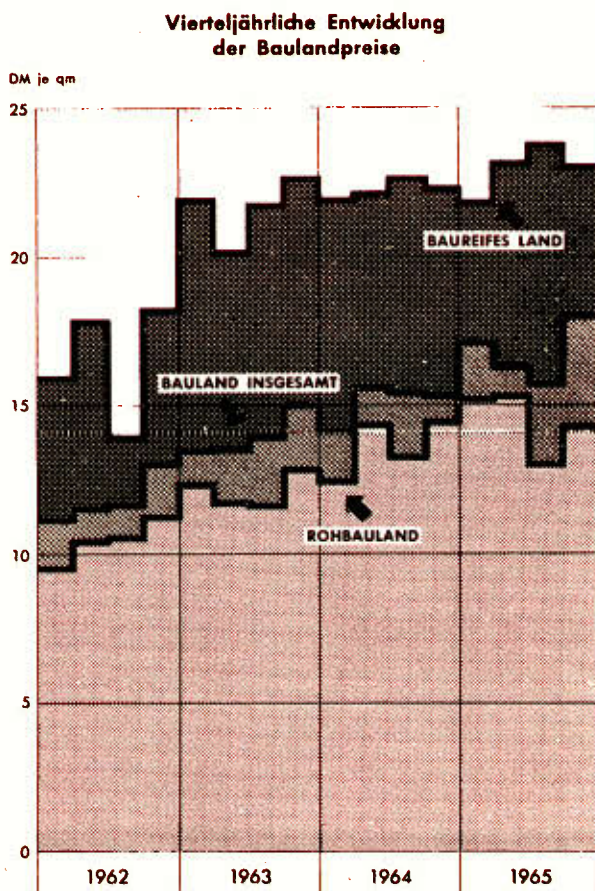 Vierteljährliche Entwicklung
der Baulandpreise
DM je qm
25
20
BAUREIFES LAND
BAULAND INSGESAMT
15
ROHBAULAND
10
5
0
1962 1963 1964 1965